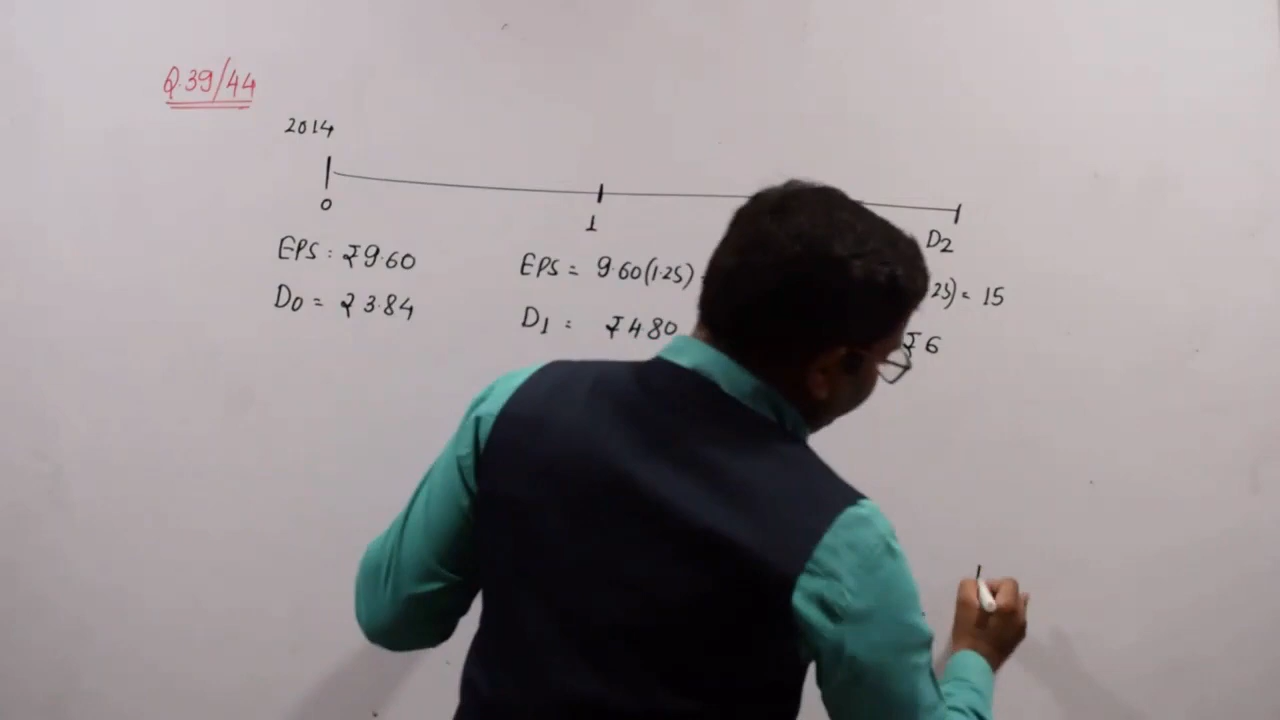 Q.39/44
2014
0
1
D2
EPS : ₹9.60
EPS = 9.60(1.25)
25) = 15
D0 = ₹3.84
D1 = ₹4.80
₹6